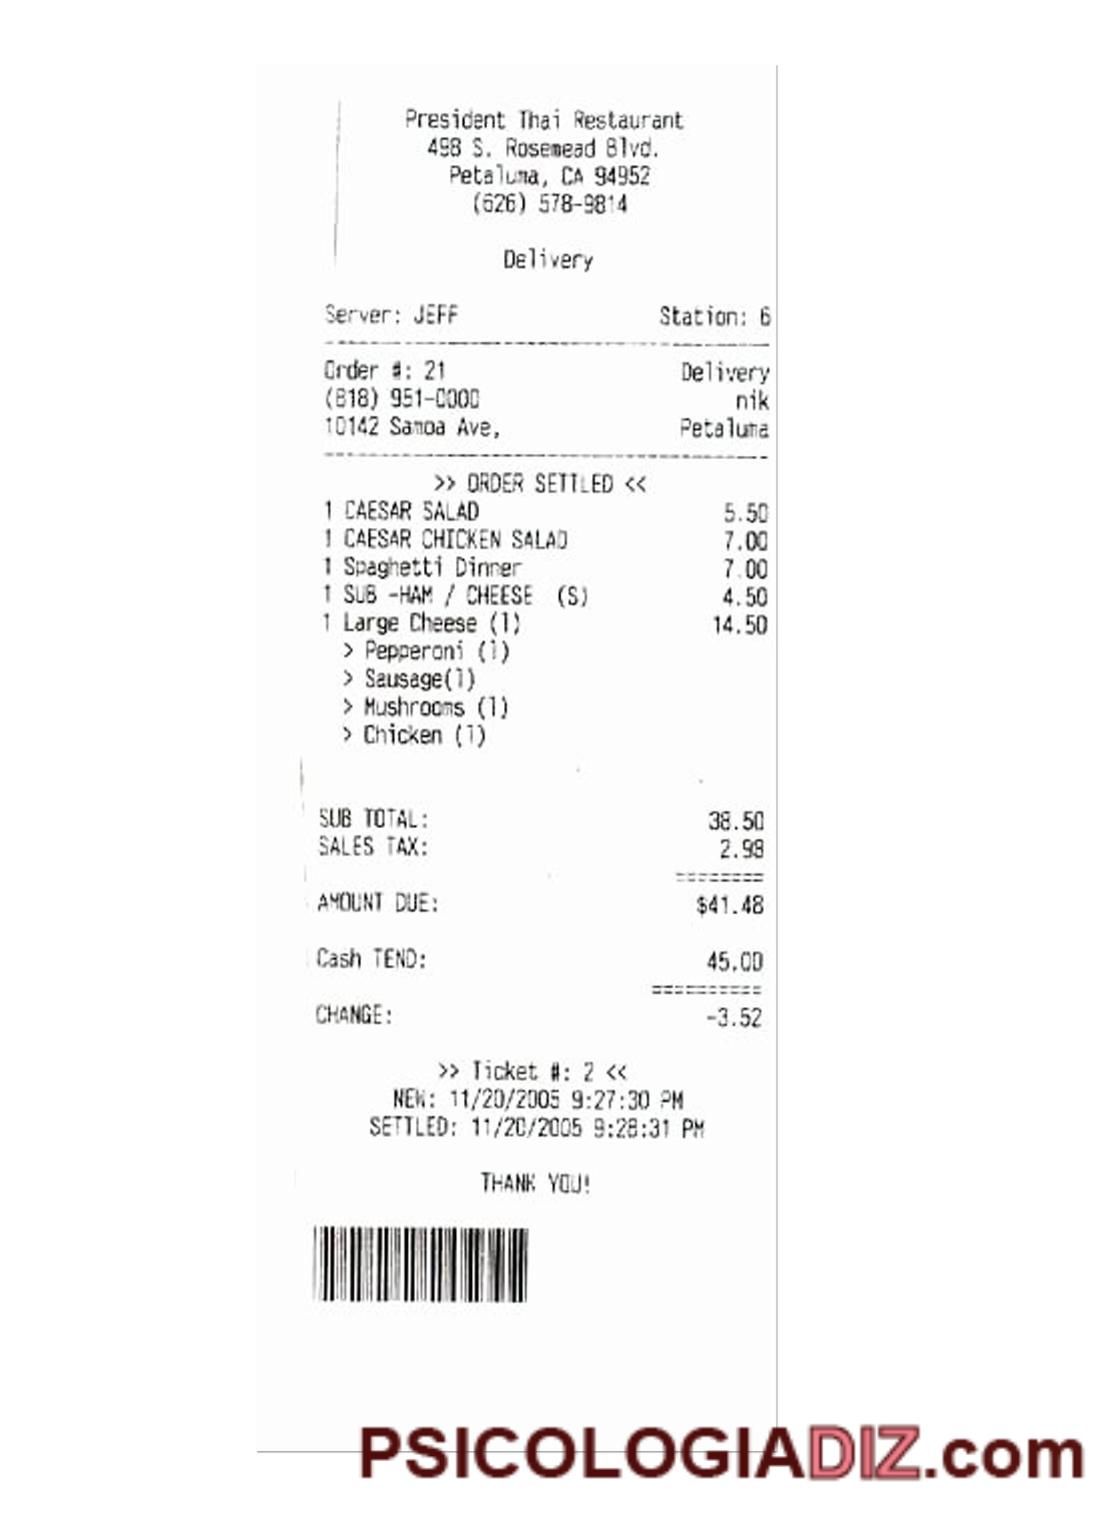 President Thai Restaurant
498 S. Rosemead Blvd.
Petaluma, CA 94952
(626) 578-9814
Delivery
Server: JEFF Station: 6
Order #: 21 Delivery
(818) 951-0000 nik
10142 Samoa Ave, Petaluma
>> ORDER SETTLED <<
1 CAESAR SALAD 5.50
1 CAESAR CHICKEN SALAD 7.00
1 Spaghetti Dinner 7.00
1 SUB -HAM / CHEESE (S) 4.50
1 Large Cheese (1) 14.50
> Pepperoni (1)
> Sausage(1)
> Mushrooms (1)
> Chicken (1)
SUB TOTAL: 38.50
SALES TAX: 2.98
========
AMOUNT DUE: $41.48
Cash TEND: 45.00
==========
CHANGE: -3.52
>> Ticket #: 2 <<
NEW: 11/20/2005 9:27:30 PM
SETTLED: 11/20/2005 9:28:31 PM
THANK YOU!
PSICOLOGIADIZ.com